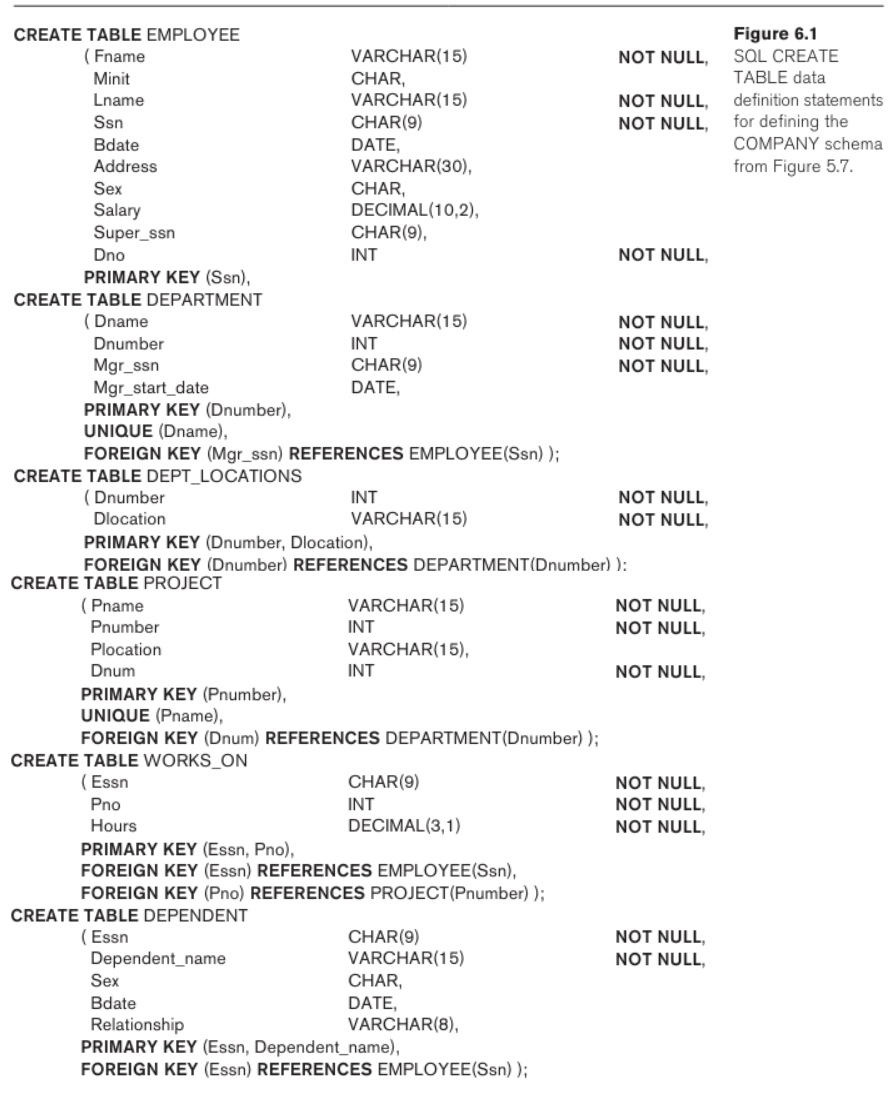 CREATE TABLE EMPLOYEE
( Fname VARCHAR(15) NOT NULL,
Minit CHAR,
Lname VARCHAR(15) NOT NULL,
Ssn CHAR(9) NOT NULL,
Bdate DATE,
Address VARCHAR(30),
Sex CHAR,
Salary DECIMAL(10,2),
Super_ssn CHAR(9),
Dno INT NOT NULL,
PRIMARY KEY (Ssn),
CREATE TABLE DEPARTMENT
( Dname VARCHAR(15) NOT NULL,
Dnumber INT NOT NULL,
Mgr_ssn CHAR(9) NOT NULL,
Mgr_start_date DATE,
PRIMARY KEY (Dnumber),
UNIQUE (Dname),
FOREIGN KEY (Mgr_ssn) REFERENCES EMPLOYEE(Ssn) );
CREATE TABLE DEPT_LOCATIONS
( Dnumber INT NOT NULL,
Dlocation VARCHAR(15) NOT NULL,
PRIMARY KEY (Dnumber, Dlocation),
FOREIGN KEY (Dnumber) REFERENCES DEPARTMENT(Dnumber) );
CREATE TABLE PROJECT
( Pname VARCHAR(15) NOT NULL,
Pnumber INT NOT NULL,
Plocation VARCHAR(15),
Dnum INT NOT NULL,
PRIMARY KEY (Pnumber),
UNIQUE (Pname),
FOREIGN KEY (Dnum) REFERENCES DEPARTMENT(Dnumber) );
CREATE TABLE WORKS_ON
( Essn CHAR(9) NOT NULL,
Pno INT NOT NULL,
Hours DECIMAL(3,1) NOT NULL,
PRIMARY KEY (Essn, Pno),
FOREIGN KEY (Essn) REFERENCES EMPLOYEE(Ssn),
FOREIGN KEY (Pno) REFERENCES PROJECT(Pnumber) );
CREATE TABLE DEPENDENT
( Essn CHAR(9) NOT NULL,
Dependent_name VARCHAR(15) NOT NULL,
Sex CHAR,
Bdate DATE,
Relationship VARCHAR(8),
PRIMARY KEY (Essn, Dependent_name),
FOREIGN KEY (Essn) REFERENCES EMPLOYEE(Ssn) );
Figure 6.1
SQL CREATE
TABLE data
definition statements
for defining the
COMPANY schema
from Figure 5.7.